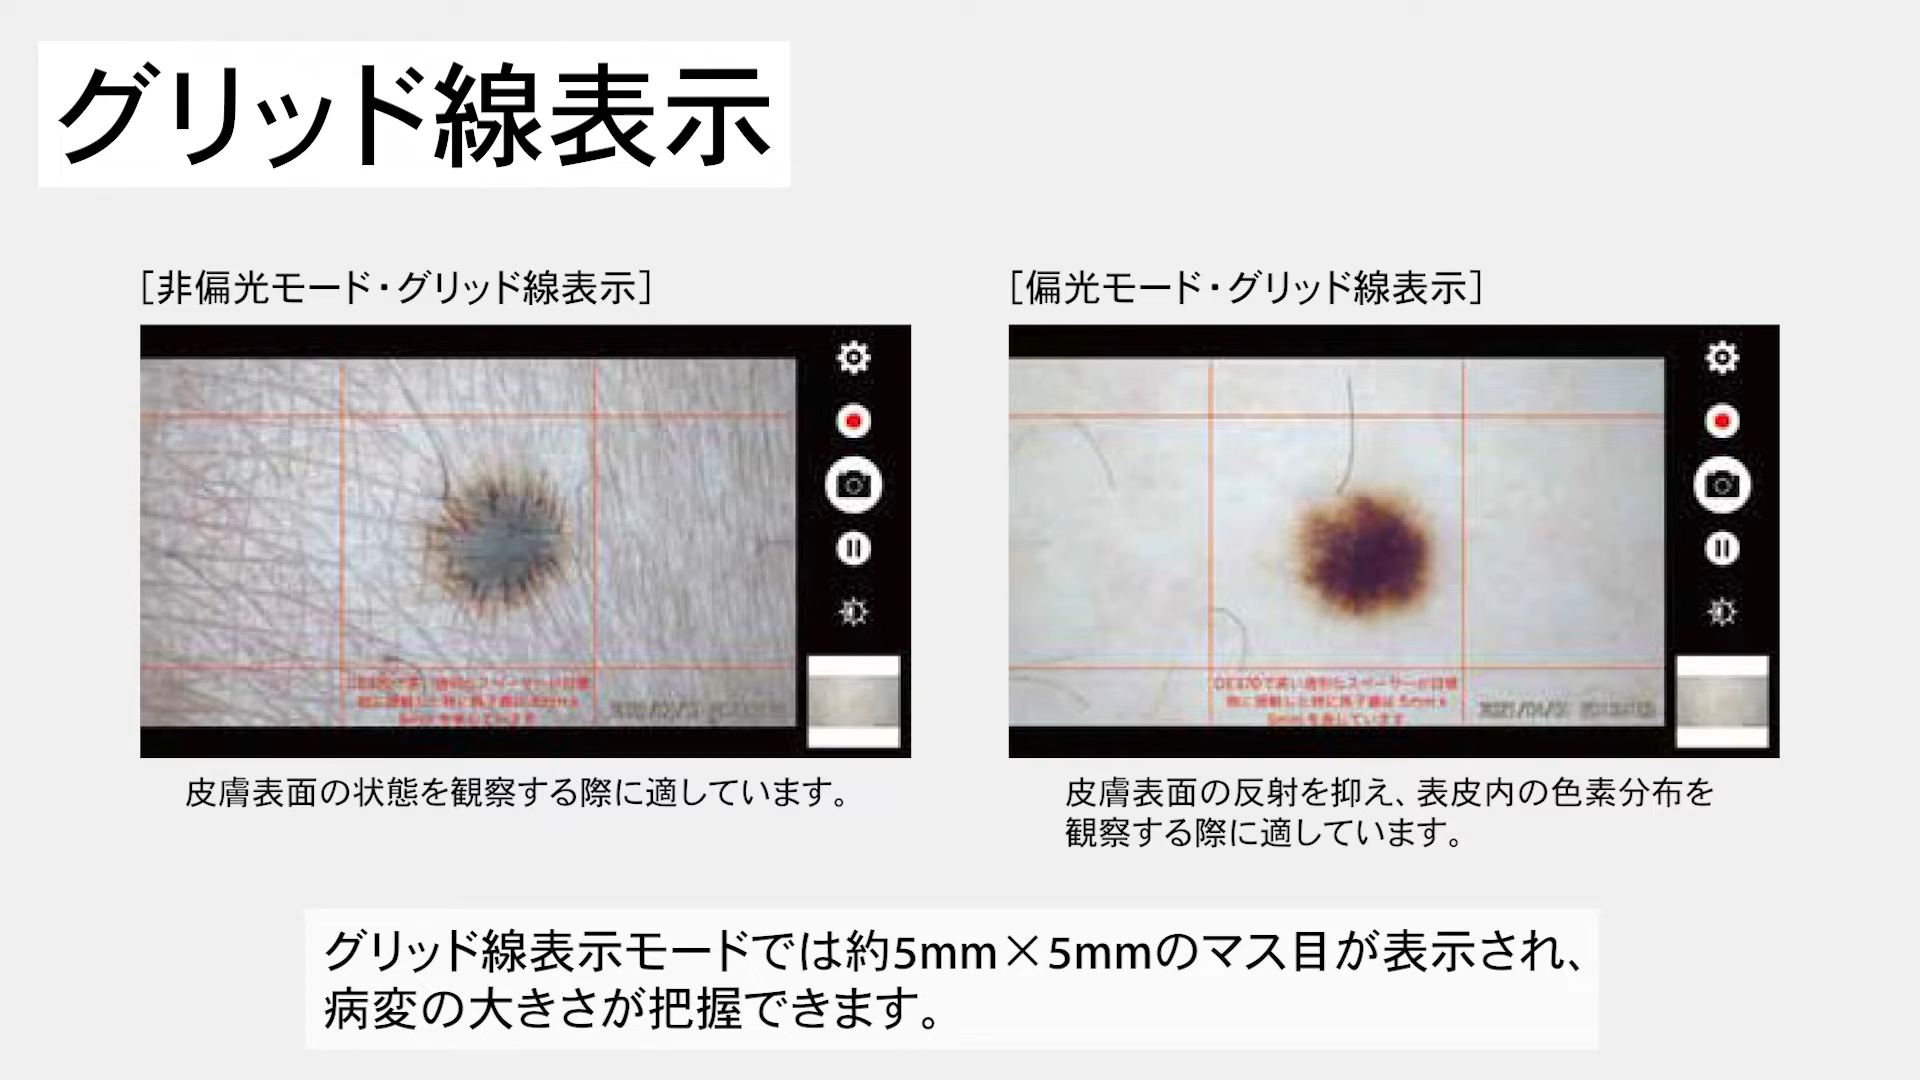 グリッド線表示
［非偏光モード・グリッド線表示］
［偏光モード・グリッド線表示］
皮膚表面の状態を観察する際に適しています。
皮膚表面の反射を抑え、表皮内の色素分布を
観察する際に適しています。
グリッド線表示モードでは約5mm×5mmのマス目が表示され、
病変の大きさが把握できます。